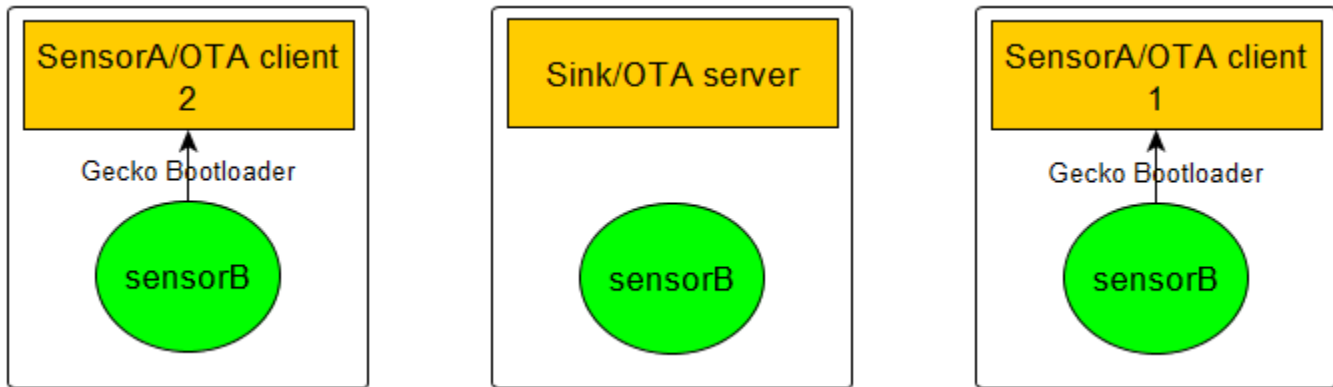 SensorA/OTA client
2
Gecko Bootloader
sensorB
Sink/OTA server
sensorB
SensorA/OTA client
1
Gecko Bootloader
sensorB